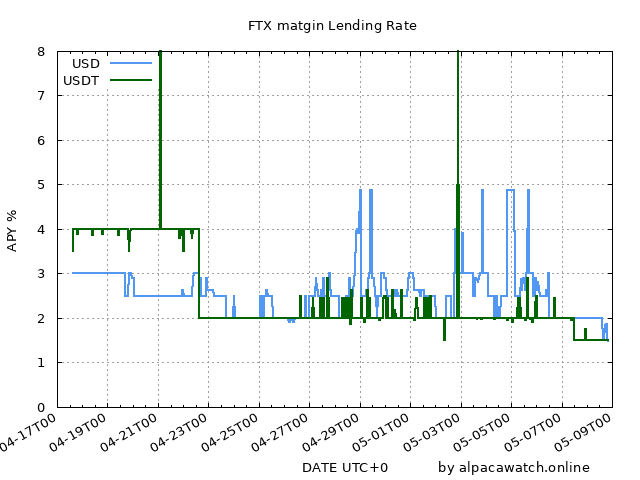 FTX matgin Lending Rate
8
USD
USDT
7
6
5
4
APY %
3
2
1
0
04-17T00 04-19T00 04-21T00 04-23T00 04-25T00 04-27T00 04-29T00 05-01T00 05-03T00 05-05T00 05-07T00 05-09T00
DATE UTC+0 by alpacawatch.online